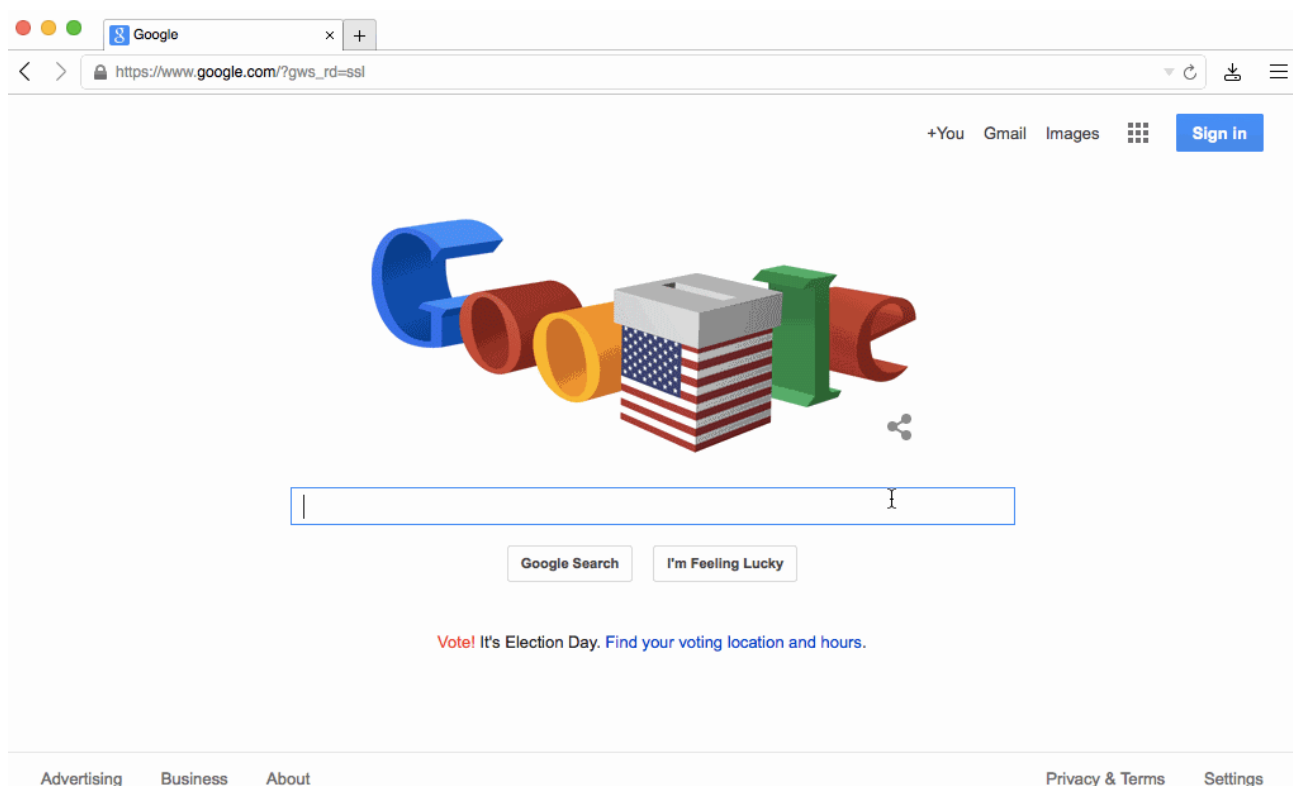 Google
https://www.google.com/?gws_rd=ssl
+You Gmail Images Sign in
Google
Google Search I'm Feeling Lucky
Vote! It's Election Day. Find your voting location and hours.
Advertising Business About Privacy & Terms Settings